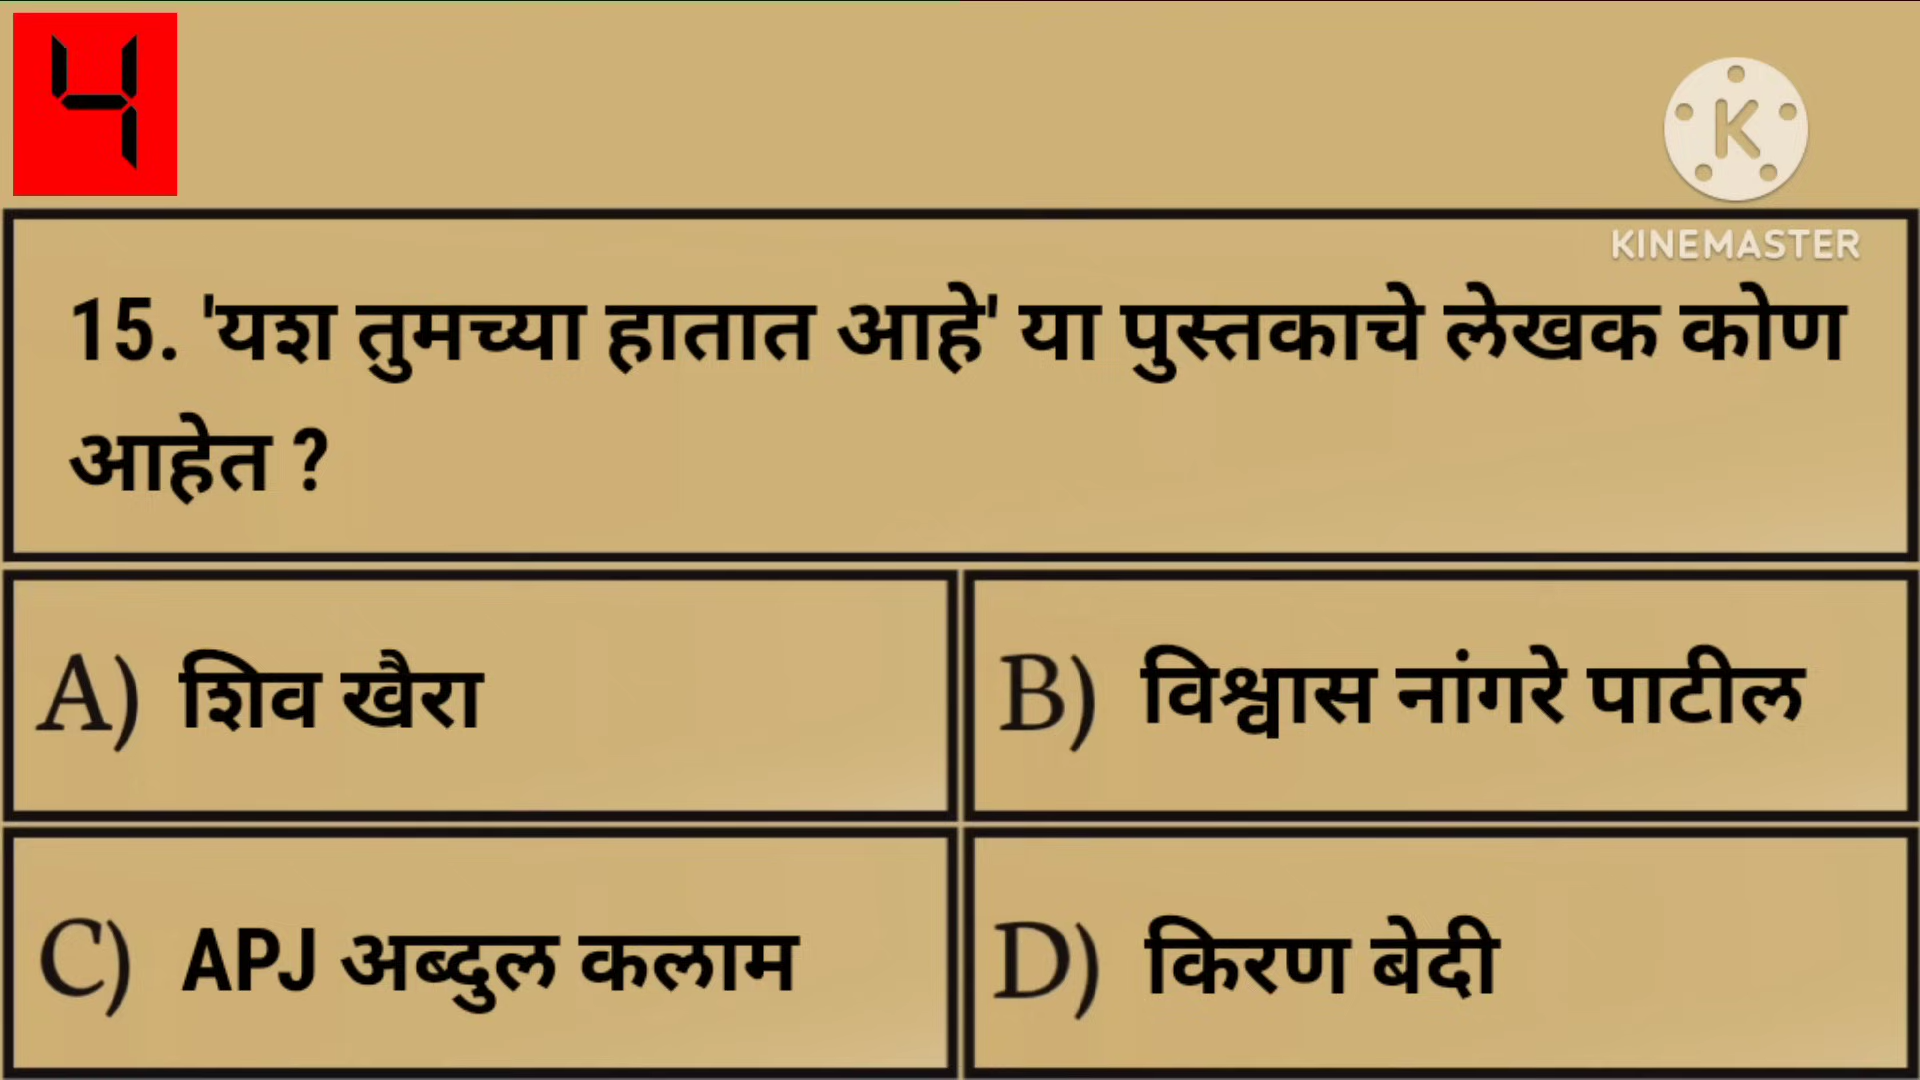 4
K
KINEMASTER
15. 'यश तुमच्या हातात आहे' या पुस्तकाचे लेखक कोण
आहेत ?
A) शिव खैरा
B) विश्वास नांगरे पाटील
C) APJ अब्दुल कलाम
D) किरण बेदी